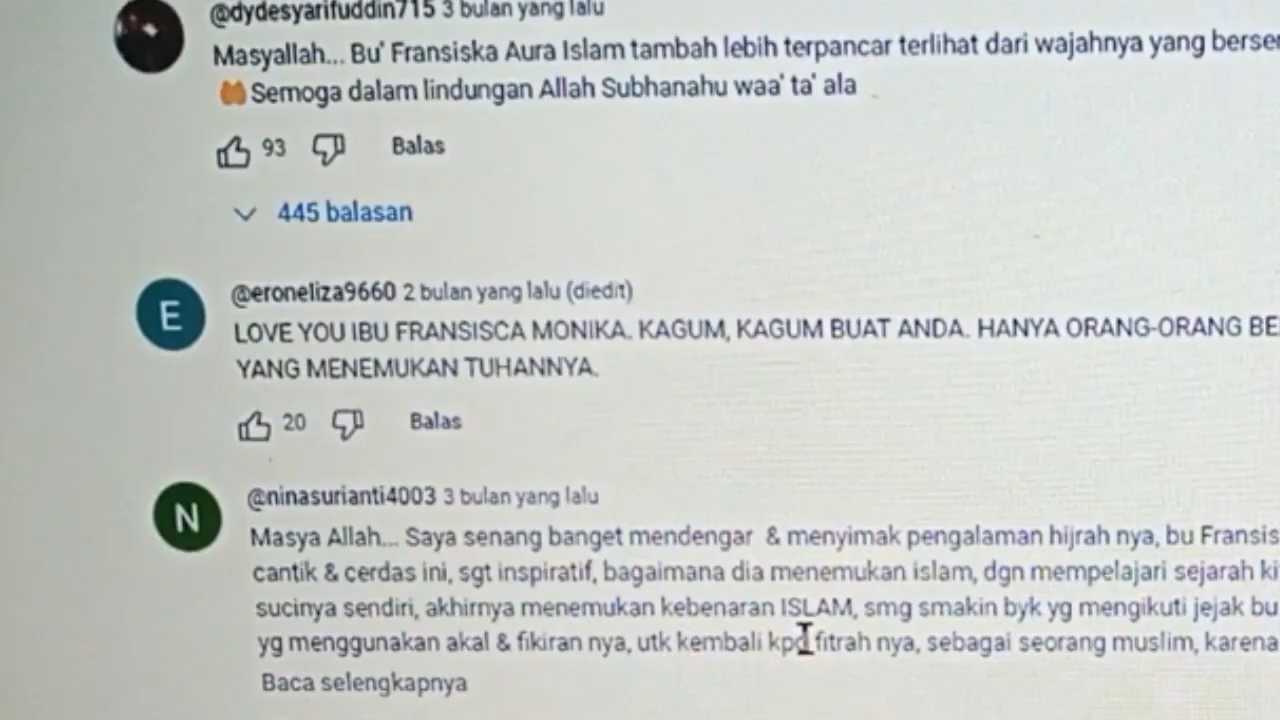 @dydesyarifuddin715 3 bulan yang lalu
Masyallah... Bu' Fransiska Aura Islam tambah lebih terpancar terlihat dari wajahnya yang berse
Semoga dalam lindungan Allah Subhanahu waa' ta' ala
93 Balas
445 balasan
E
@eroneliza9660 2 bulan yang lalu (diedit)
LOVE YOU IBU FRANSISCA MONIKA. KAGUM, KAGUM BUAT ANDA. HANYA ORANG-ORANG BE
YANG MENEMUKAN TUHANNYA.
20 Balas
N
@ninasurianti4003 3 bulan yang lalu
Masya Allah... Saya senang banget mendengar & menyimak pengalaman hijrah nya, bu Fransis
cantik & cerdas ini, sgt inspiratif, bagaimana dia menemukan islam, dgn mempelajari sejarah ki
sucinya sendiri, akhirnya menemukan kebenaran ISLAM, smg smakin byk yg mengikuti jejak bu
yg menggunakan akal & fikiran nya, utk kembali kpd fitrah nya, sebagai seorang muslim, karena
Baca selengkapnya